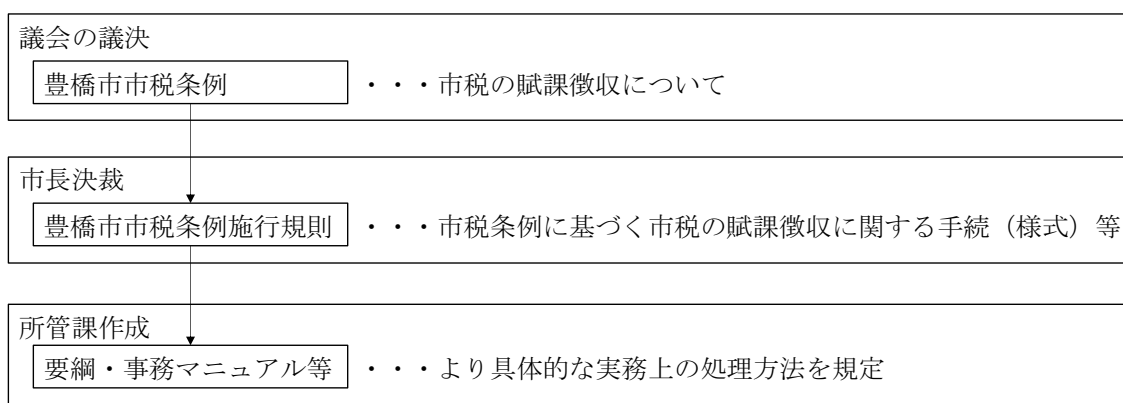 議会の議決
豊橋市市税条例 ・・・市税の賦課徴収について
市長決裁
豊橋市市税条例施行規則 ・・・市税条例に基づく市税の賦課徴収に関する手続（様式）等
所管課作成
要綱・事務マニュアル等 ・・・より具体的な実務上の処理方法を規定